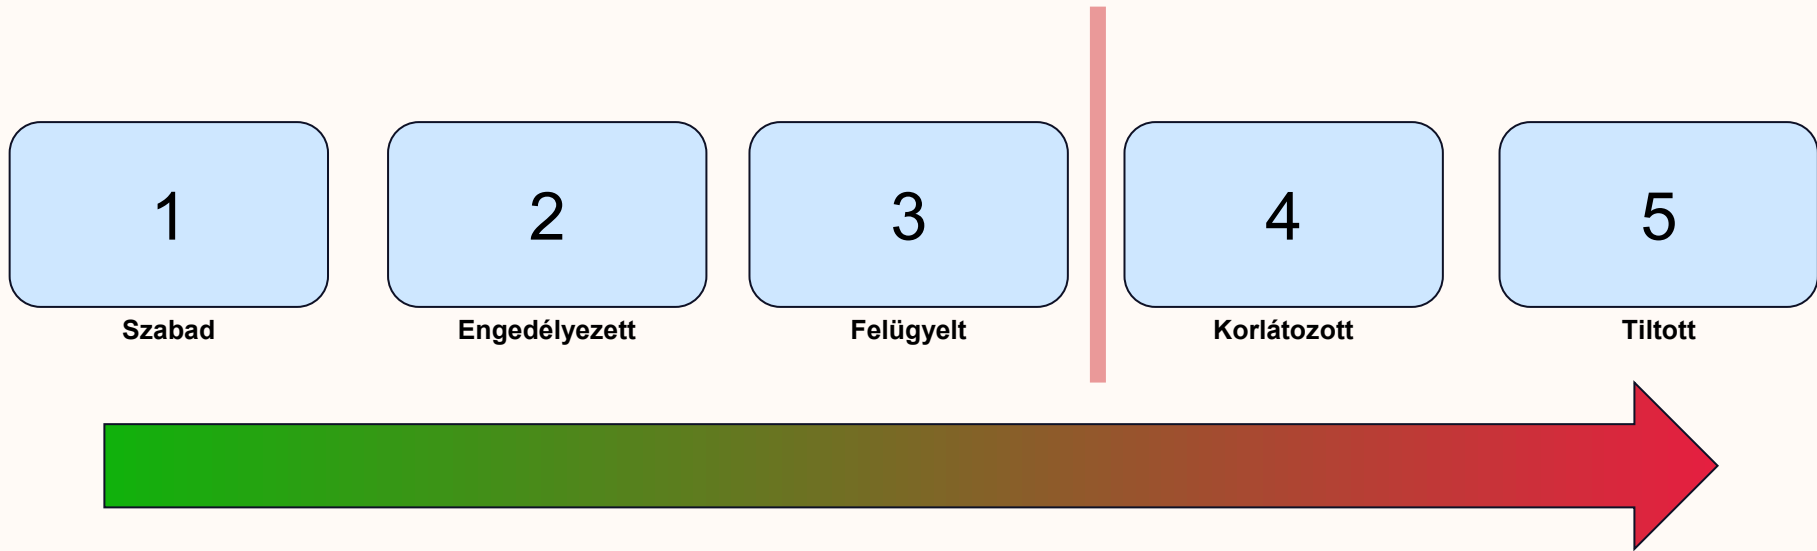 1
2
3
4
5
Szabad
Engedélyezett
Felügyelt
Korlátozott
Tiltott